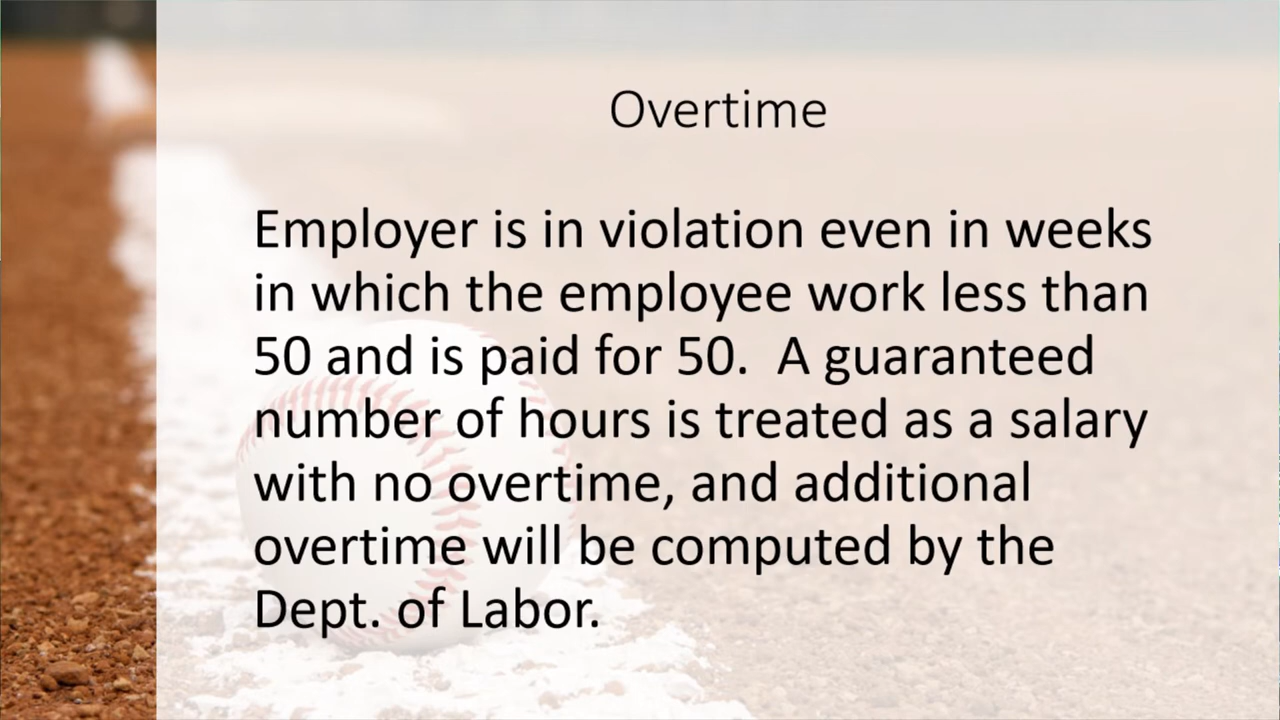 Overtime
Employer is in violation even in weeks
in which the employee work less than
50 and is paid for 50.  A guaranteed
number of hours is treated as a salary
with no overtime, and additional
overtime will be computed by the
Dept. of Labor.